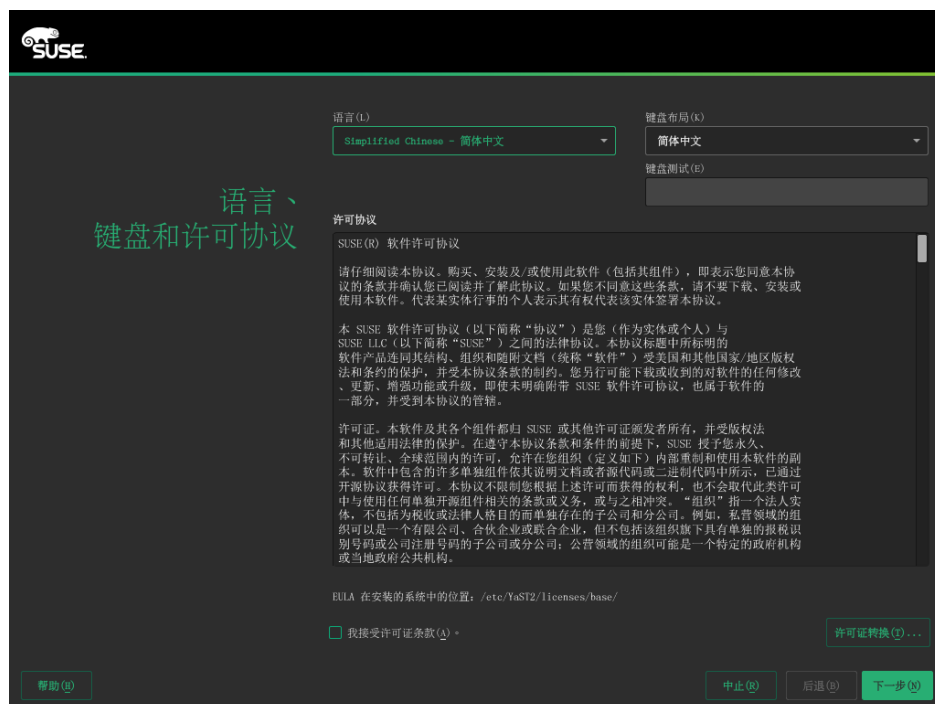 SUSE.
语言(L)
键盘布局(K)
Simplified Chinese - 简体中文
简体中文
键盘测试(E)
语言、
键盘和许可协议
许可协议
SUSE(R) 软件许可协议
请仔细阅读本协议。购买、安装及/或使用此软件（包括其组件），即表示您同意本协
议的条款并确认您已阅读并了解此协议。如果您不同意这些条款，请不要下载、安装或
使用本软件。代表某实体行事的个人表示其有权代表该实体签署本协议。
本 SUSE 软件许可协议（以下简称“协议”）是您（作为实体或个人）与
SUSE LLC（以下简称“SUSE”）之间的法律协议。本协议标题中所标明的
软件产品连同其结构、组织和随附文档（统称“软件”）受美国和其他国家/地区版权
法和条约的保护，并受本协议条款的制约。您另行可能下载或收到的对软件的任何修改
、更新、增强功能或升级，即使未明确附带 SUSE 软件许可协议，也属于软件的
一部分，并受到本协议的管辖。
许可证。本软件及其各个组件都归 SUSE 或其他许可证颁发者所有，并受版权法
和其他适用法律的保护。在遵守本协议条款和条件的前提下，SUSE 授予您永久、
不可转让、全球范围内的许可，允许在您组织（定义如下）内部重制和使用本软件的副
本。软件中包含的许多单独组件依其说明文档或者源代码或二进制代码中所示，已通过
开源协议获得许可。本协议不限制您根据上述许可而获得的权利，也不会取代此类许可
中与使用任何单独开源组件相关的条款或义务，或与之相冲突。“组织”指一个法人实
体，不包括为税收或法律人格目的而单独存在的子公司和分公司。例如，私营领域的组
织可以是一个有限公司、合伙企业或联合企业，但不包括该组织旗下具有单独的报税识
别号码或公司注册号码的子公司或分公司；公营领域的组织可能是一个特定的政府机构
或当地政府公共机构。
EULA 在安装的系统中的位置：/etc/YaST2/licenses/base/
我接受许可证条款(A)。
许可证转换(T)...
帮助(H)
中止(R)
后退(B)
下一步(N)